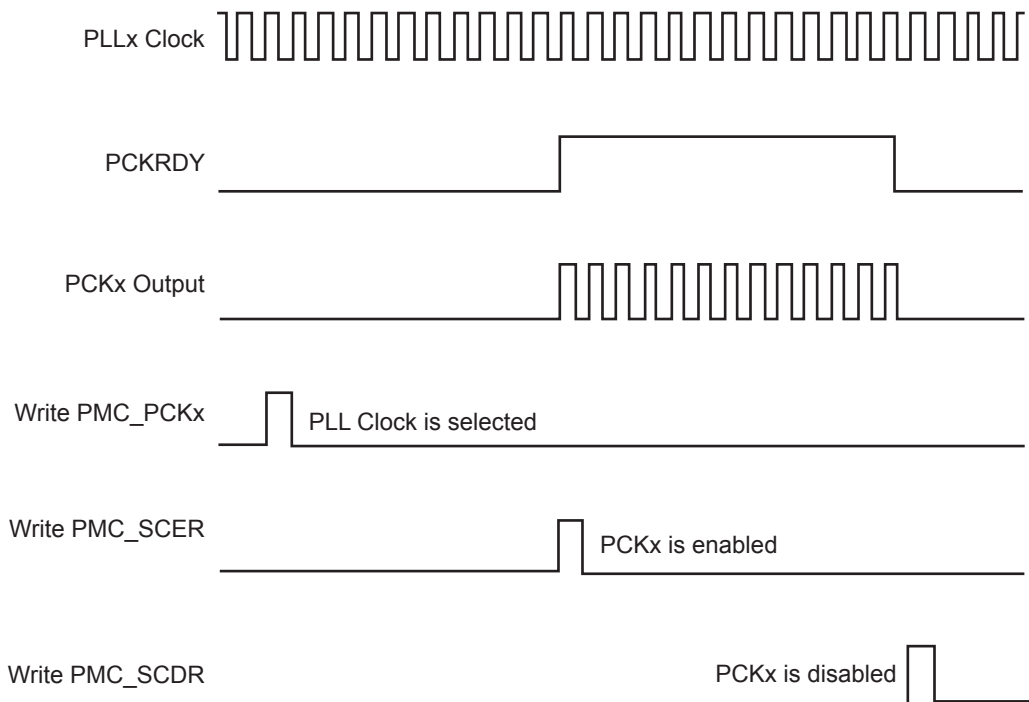 PLLx Clock
PCKRDY
PCKx Output
Write PMC_PCKx
PLL Clock is selected
Write PMC_SCER
PCKx is enabled
Write PMC_SCDR
PCKx is disabled